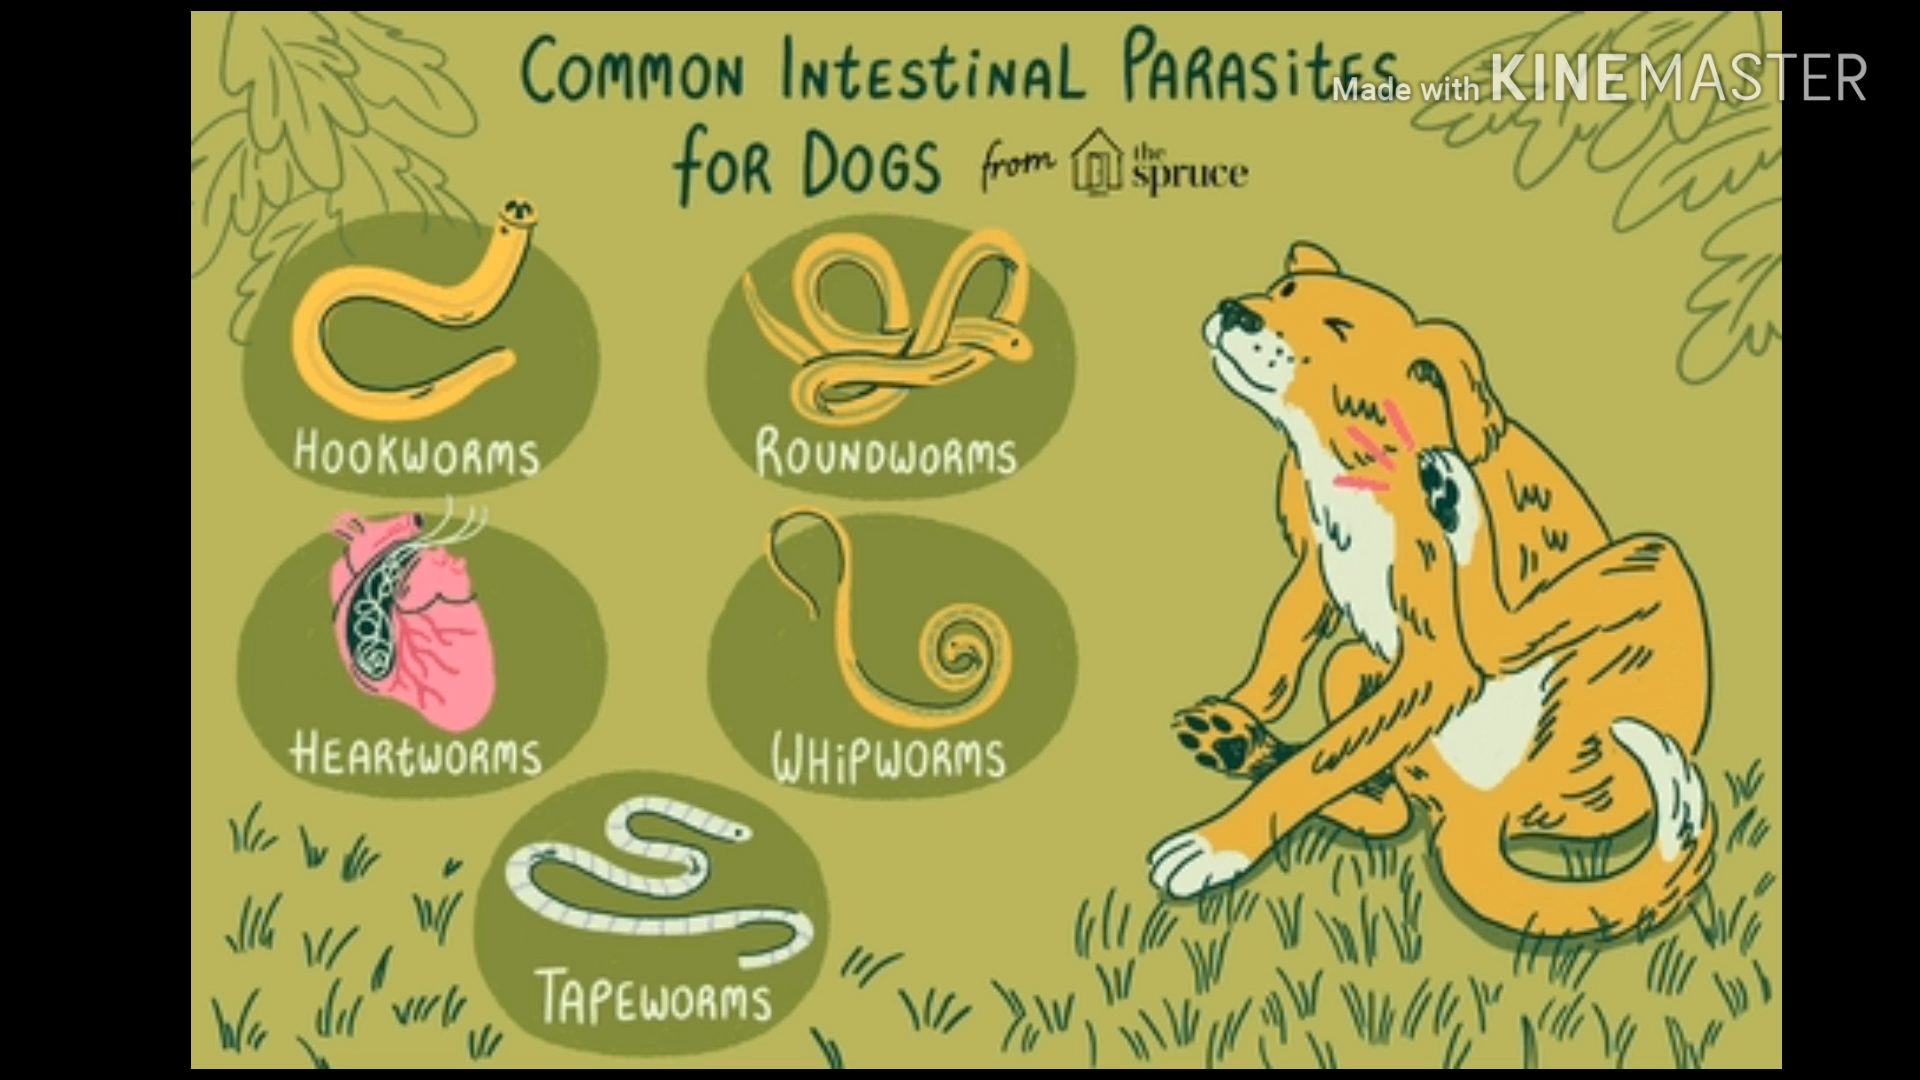 Common Intestinal Parasites
for Dogs from the spruce
Made with KINEMASTER
Hookworms
Roundworms
Heartworms
Whipworms
Tapeworms